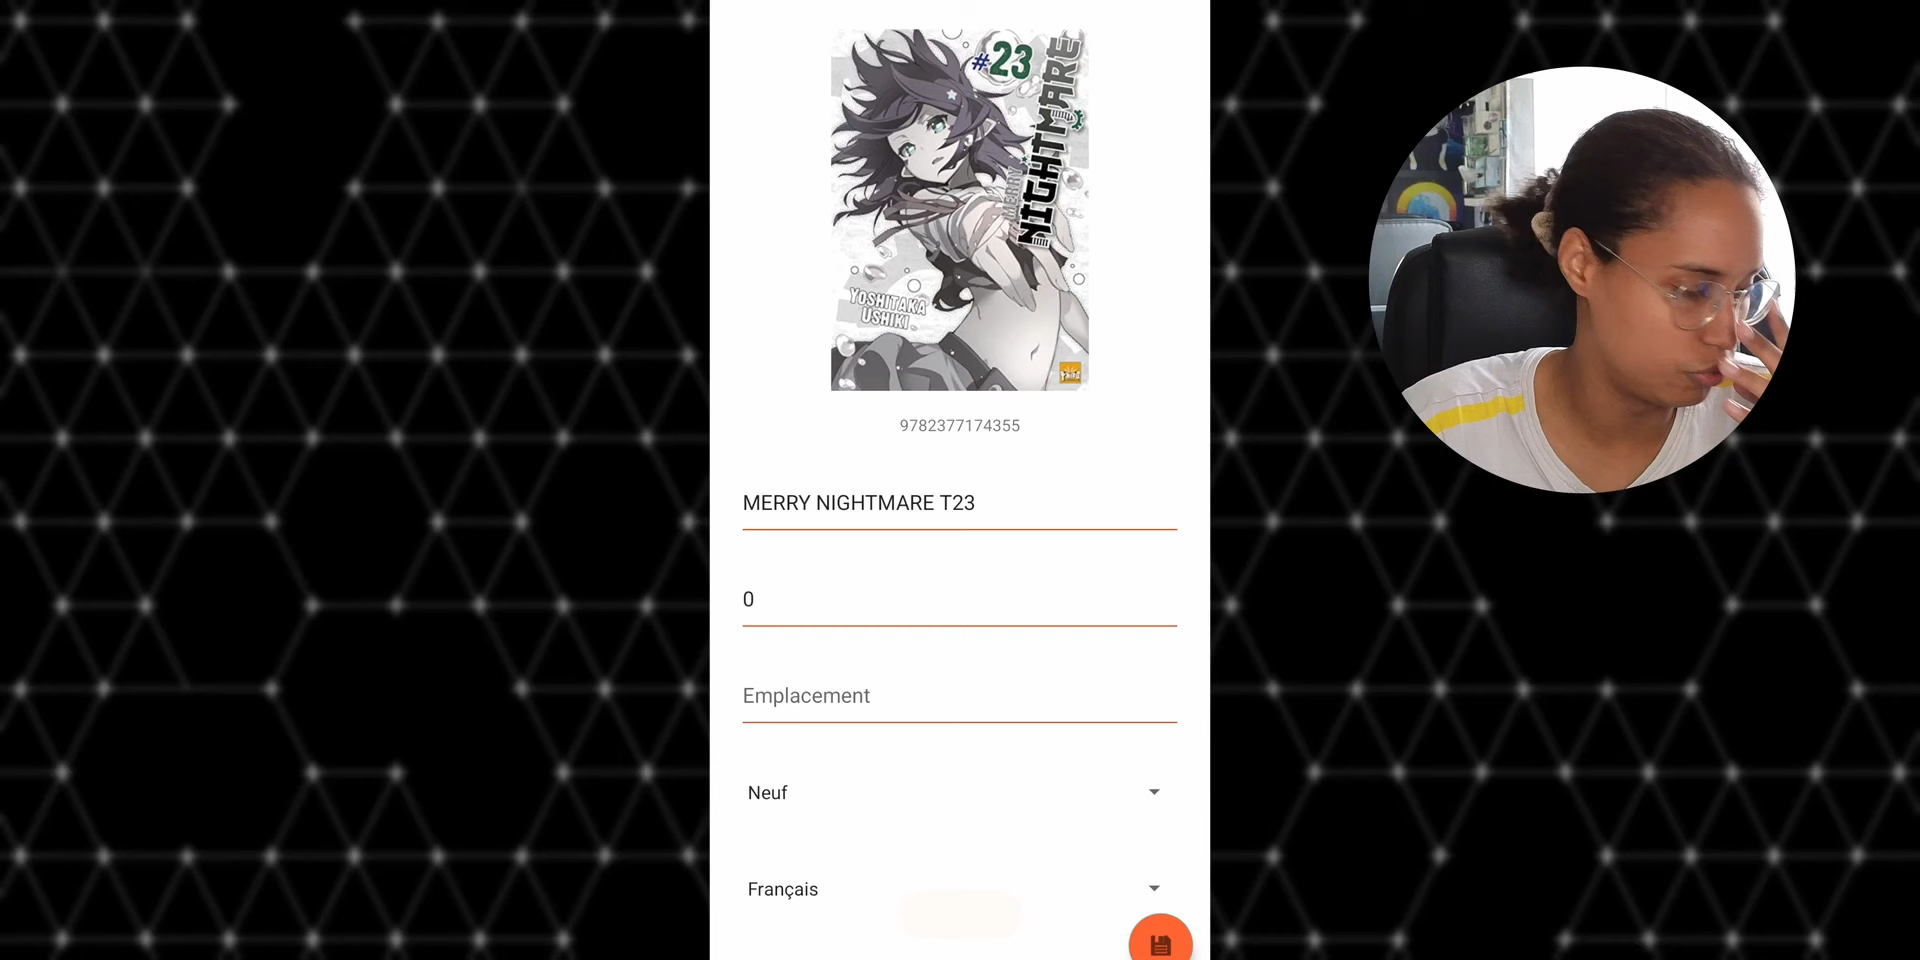 #23
MERRY
NIGHTMARE
YOSHITAKA
USHIKI
9782377174355
MERRY NIGHTMARE T23
0
Emplacement
Neuf
Français